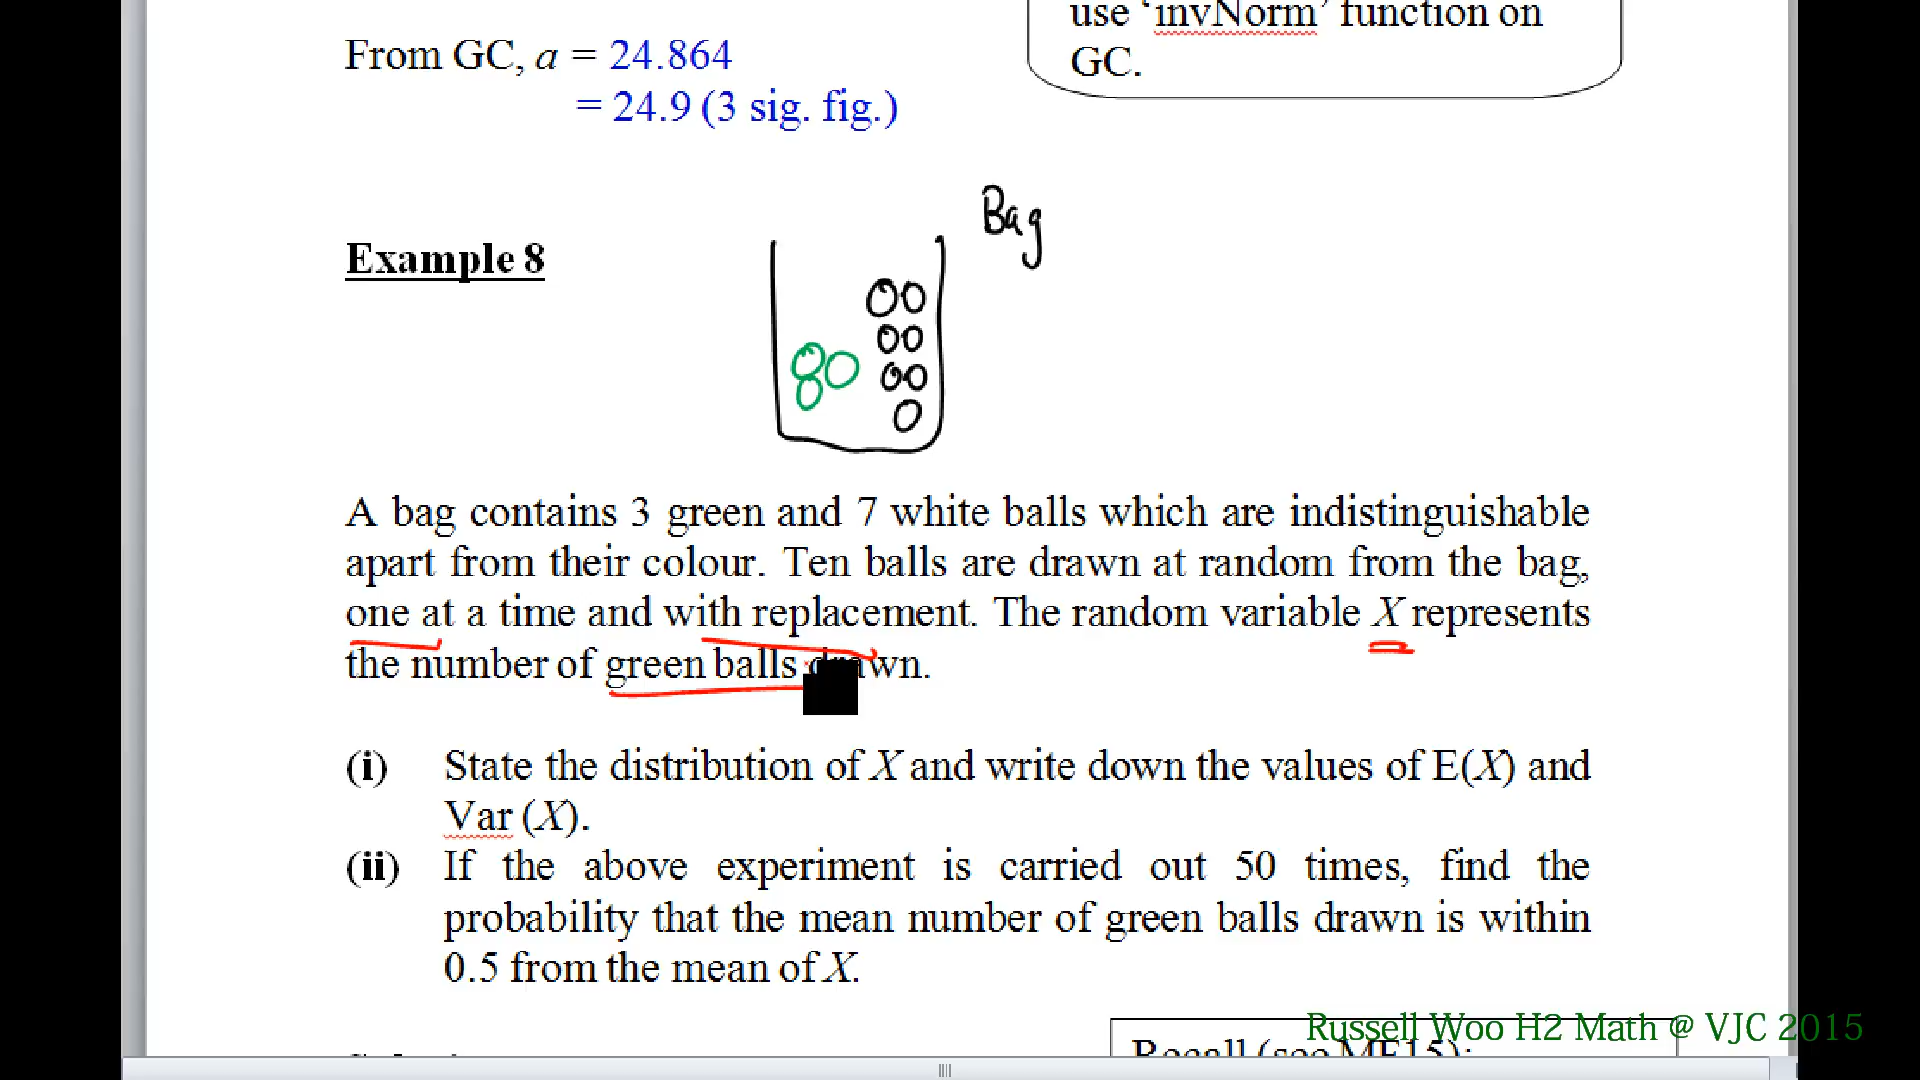 use ‘invNorm’ function on
GC.
From GC, a = 24.864
= 24.9 (3 sig. fig.)
Bag
Example 8
A bag contains 3 green and 7 white balls which are indistinguishable
apart from their colour. Ten balls are drawn at random from the bag,
one at a time and with replacement. The random variable X represents
the number of green balls drawn.
(i) State the distribution of X and write down the values of E(X) and
Var (X).
(ii) If the above experiment is carried out 50 times, find the
probability that the mean number of green balls drawn is within
0.5 from the mean of X.
Russell Woo H2 Math @ VJC 2015
Recall (see MF15):